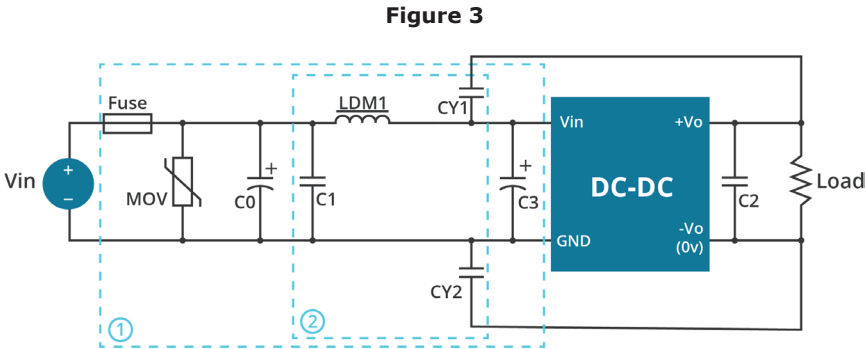 Figure 3
Fuse
LDM1
CY1
Vin
+Vo
+
Vin
+
−
MOV
C0
C1
+
C3
DC-DC
C2
Load
GND
-Vo
(0v)
CY2
1
2